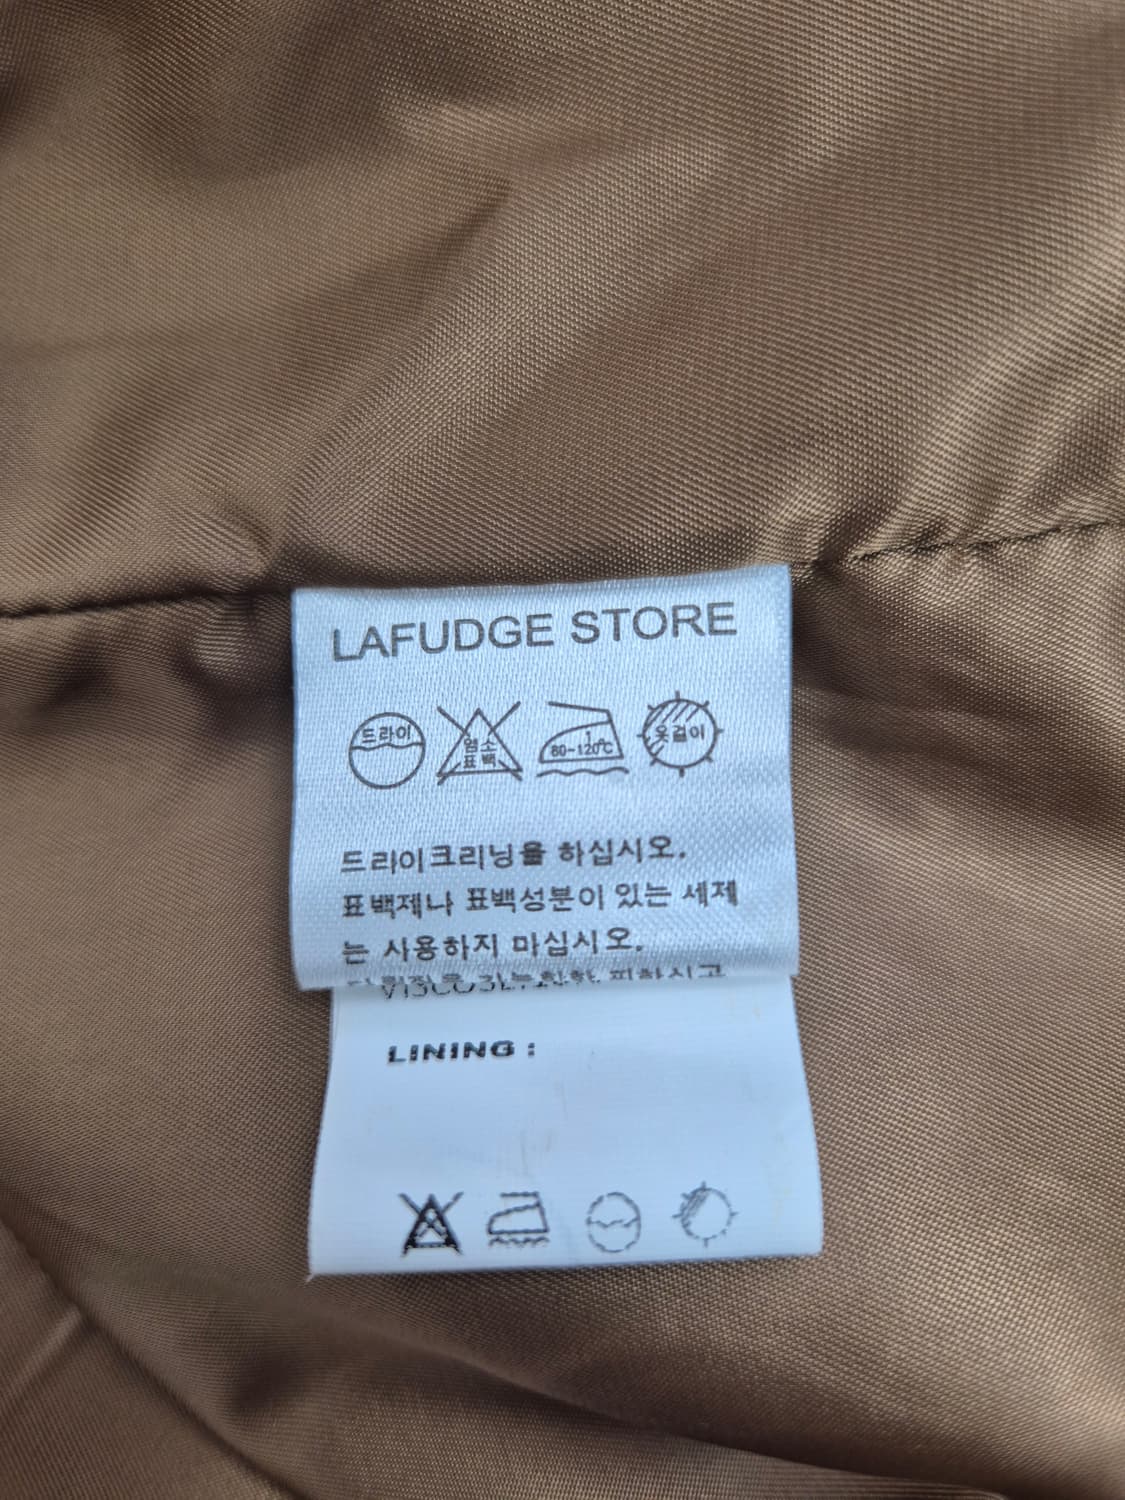 LAFUDGE STORE
드라이
염소
표백
1
80~120℃
옷걸이
드라이크리닝을 하십시오.
표백제나 표백성분이 있는 세제
는 사용하지 마십시오.
LINING :